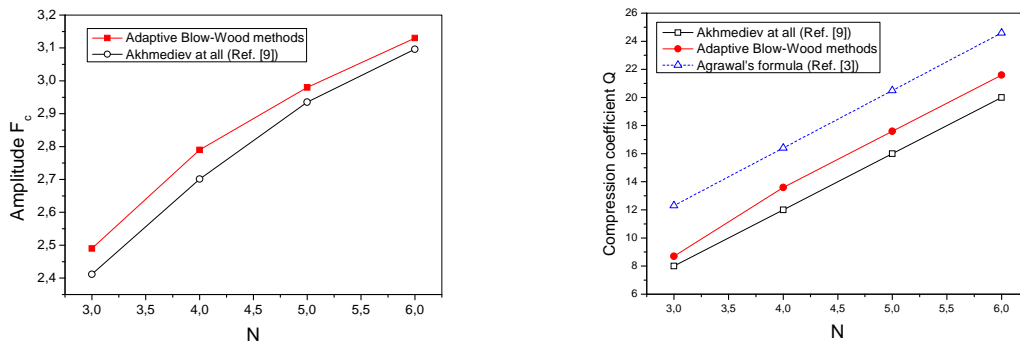 Adaptive Blow-Wood methods
Akhmediev at all (Ref. [9])
3,2
3,1
3,0
2,9
2,8
2,7
2,6
2,5
2,4
Amplitude F_c
3,0 3,5 4,0 4,5 5,0 5,5 6,0
N
Akhmediev at all (Ref. [9])
Adaptive Blow-Wood methods
Agrawal's formula (Ref. [3])
26
24
22
20
18
16
14
12
10
8
6
Compression coefficient Q
3,0 3,5 4,0 4,5 5,0 5,5 6,0
N